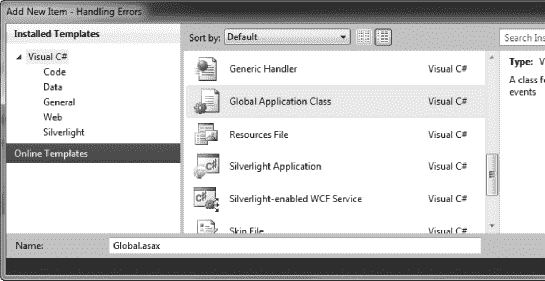 Add New Item - Handling Errors
Installed Templates
Visual C#
Code
Data
General
Web
Silverlight
Online Templates
Sort by: Default
Generic Handler Visual C#
Global Application Class Visual C#
Resources File Visual C#
Silverlight Application Visual C#
Silverlight-enabled WCF Service Visual C#
Skin File Visual C#
Search Ins
Type: V
A class f
events
Name: Global.asax